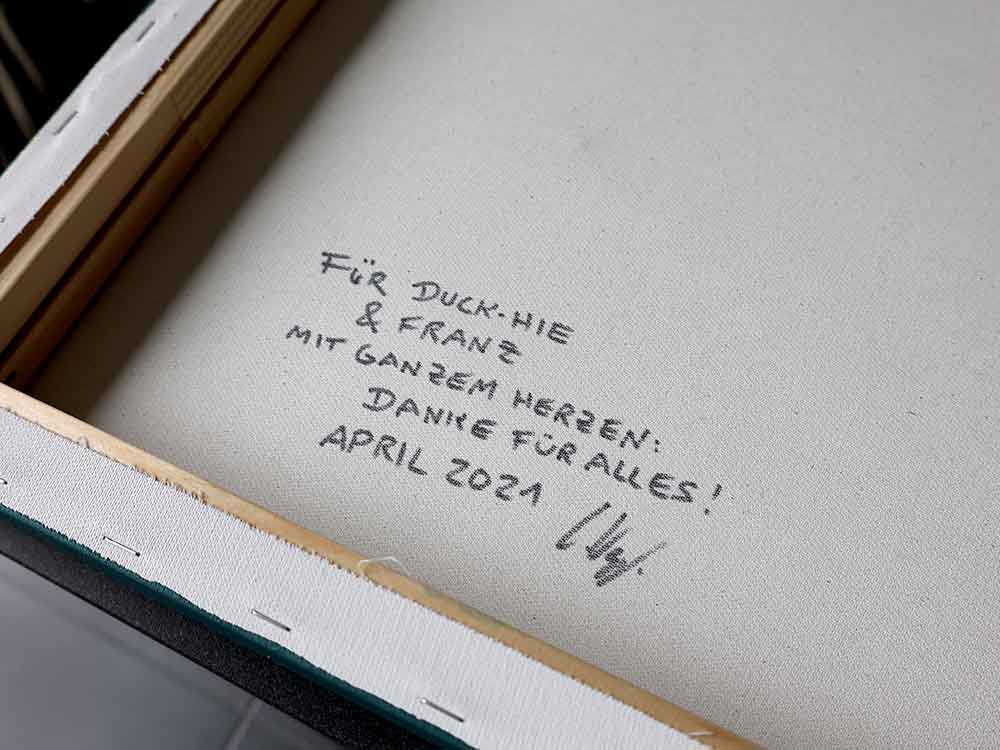 FÜR DUCK-HIE
& FRANZ
MIT GANZEM HERZEN:
DANKE FÜR ALLES!
APRIL 2021